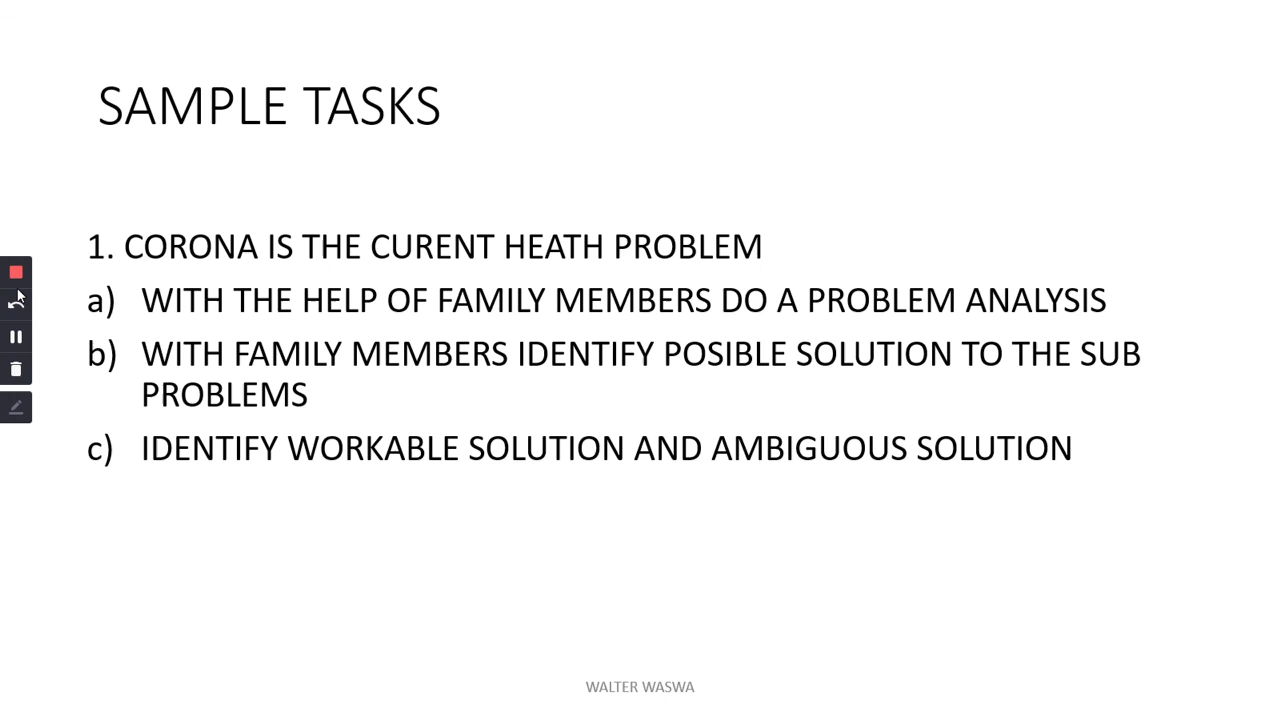 SAMPLE TASKS
1. CORONA IS THE CURENT HEATH PROBLEM
a) WITH THE HELP OF FAMILY MEMBERS DO A PROBLEM ANALYSIS
b) WITH FAMILY MEMBERS IDENTIFY POSIBLE SOLUTION TO THE SUB
PROBLEMS
c) IDENTIFY WORKABLE SOLUTION AND AMBIGUOUS SOLUTION
WALTER WASWA